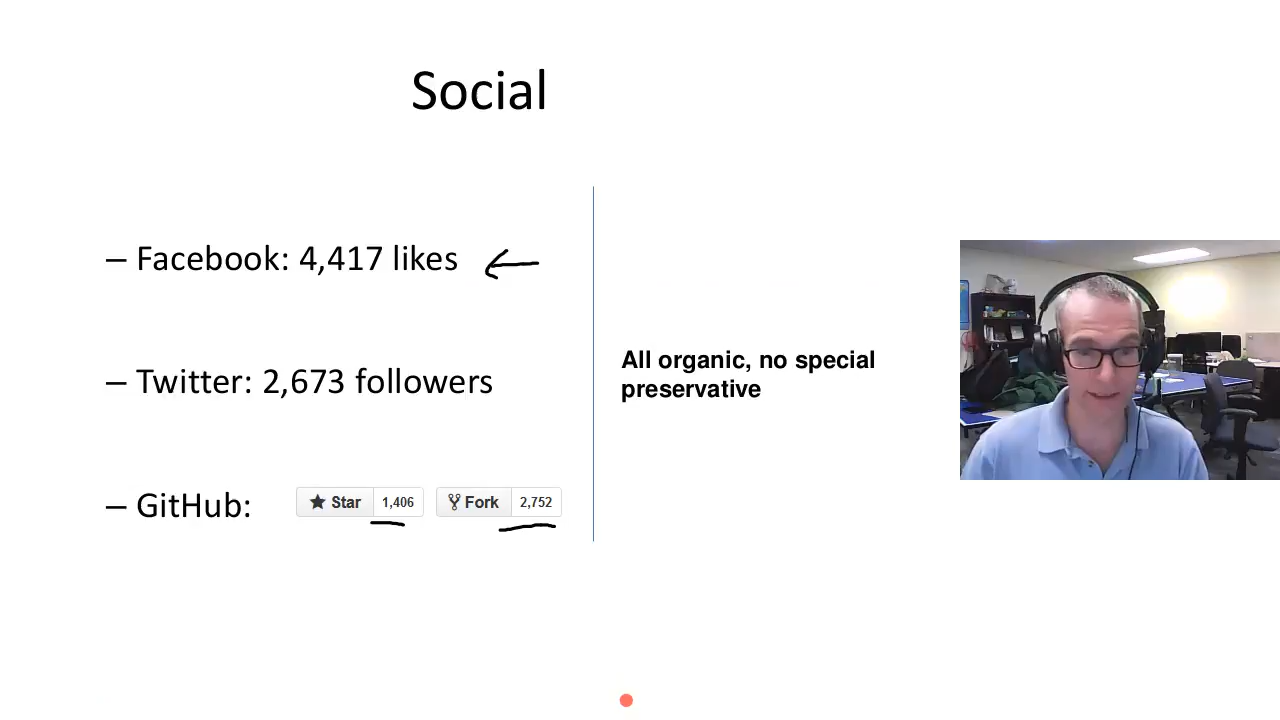 Social
– Facebook: 4,417 likes
– Twitter: 2,673 followers
– GitHub: Star 1,406 Fork 2,752
All organic, no special
preservative